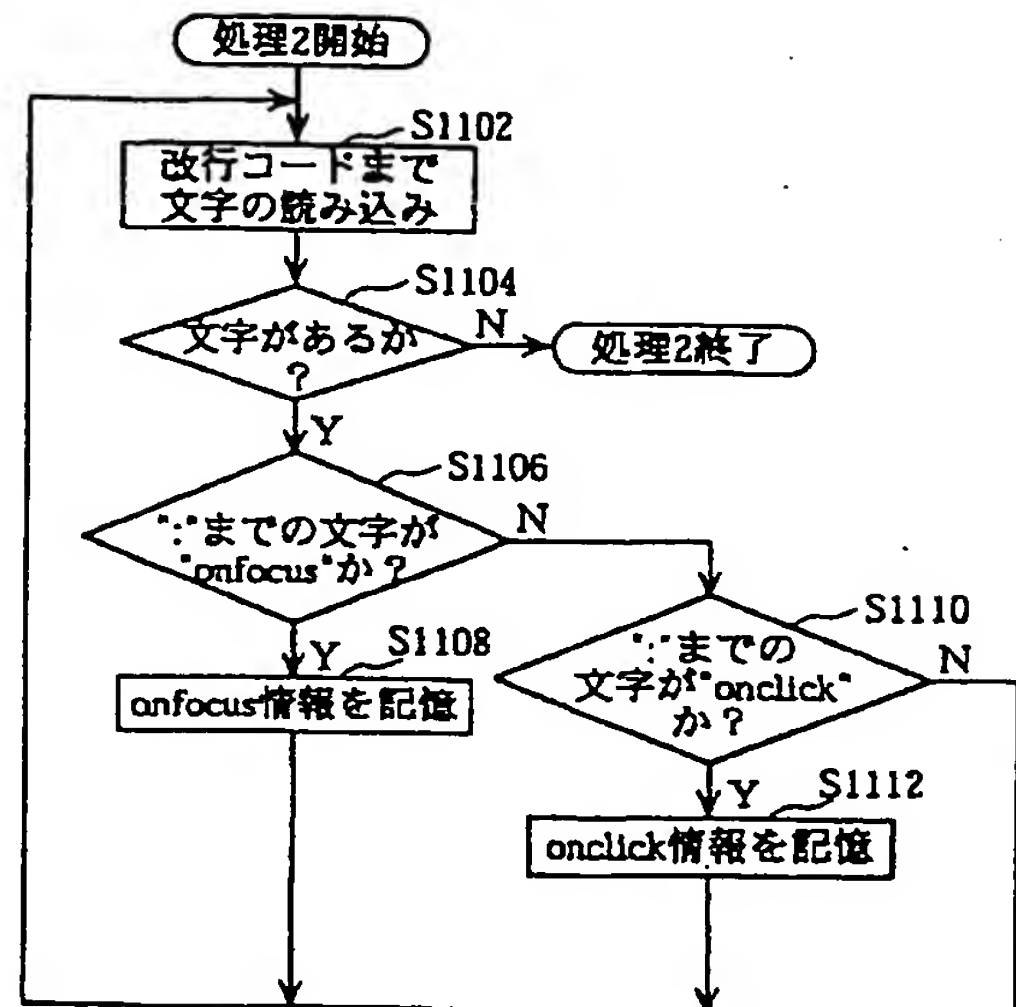 処理2開始
S1102
改行コードまで
文字の読み込み
S1104
文字があるか
?
N
処理2終了
Y
S1106
":"までの文字が
"onfocus"か?
N
Y
S1108
onfocus情報を記憶
S1110
":"までの
文字が"onclick"
か?
N
Y
S1112
onclick情報を記憶